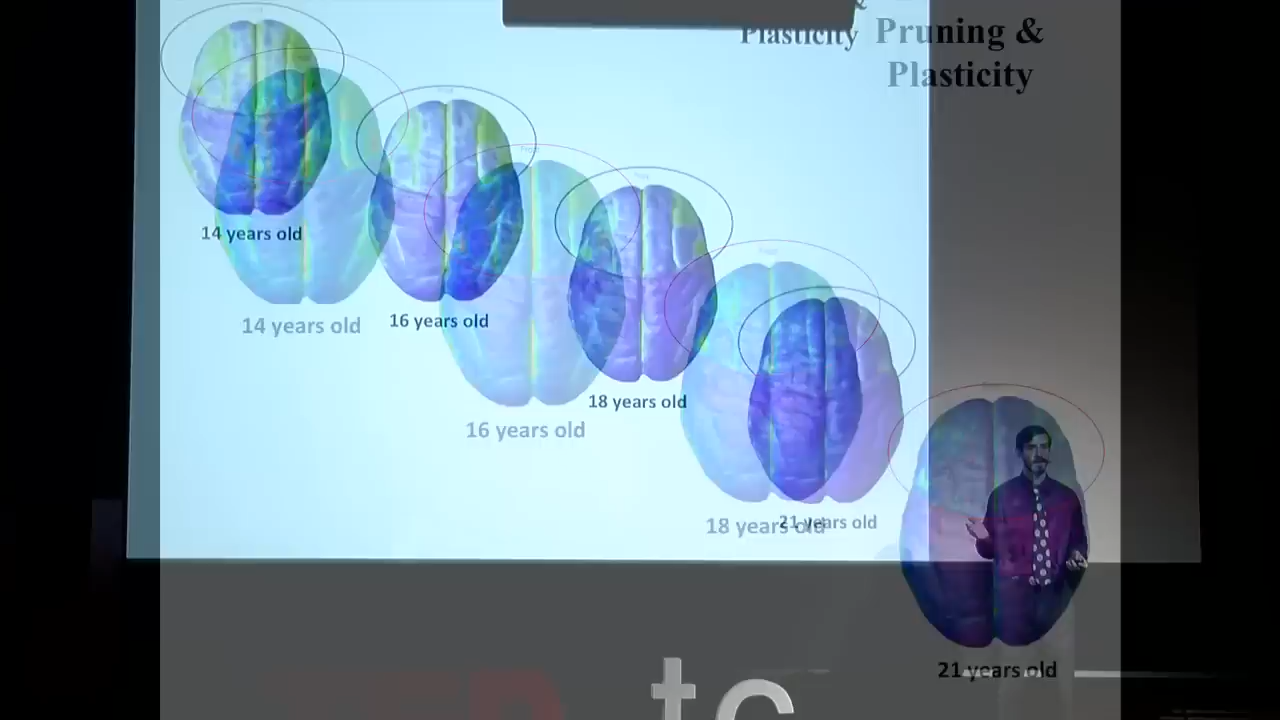 Plasticity
Pruning &
Plasticity
14 years old
14 years old
16 years old
16 years old
18 years old
18 years old
21 years old
21 years old